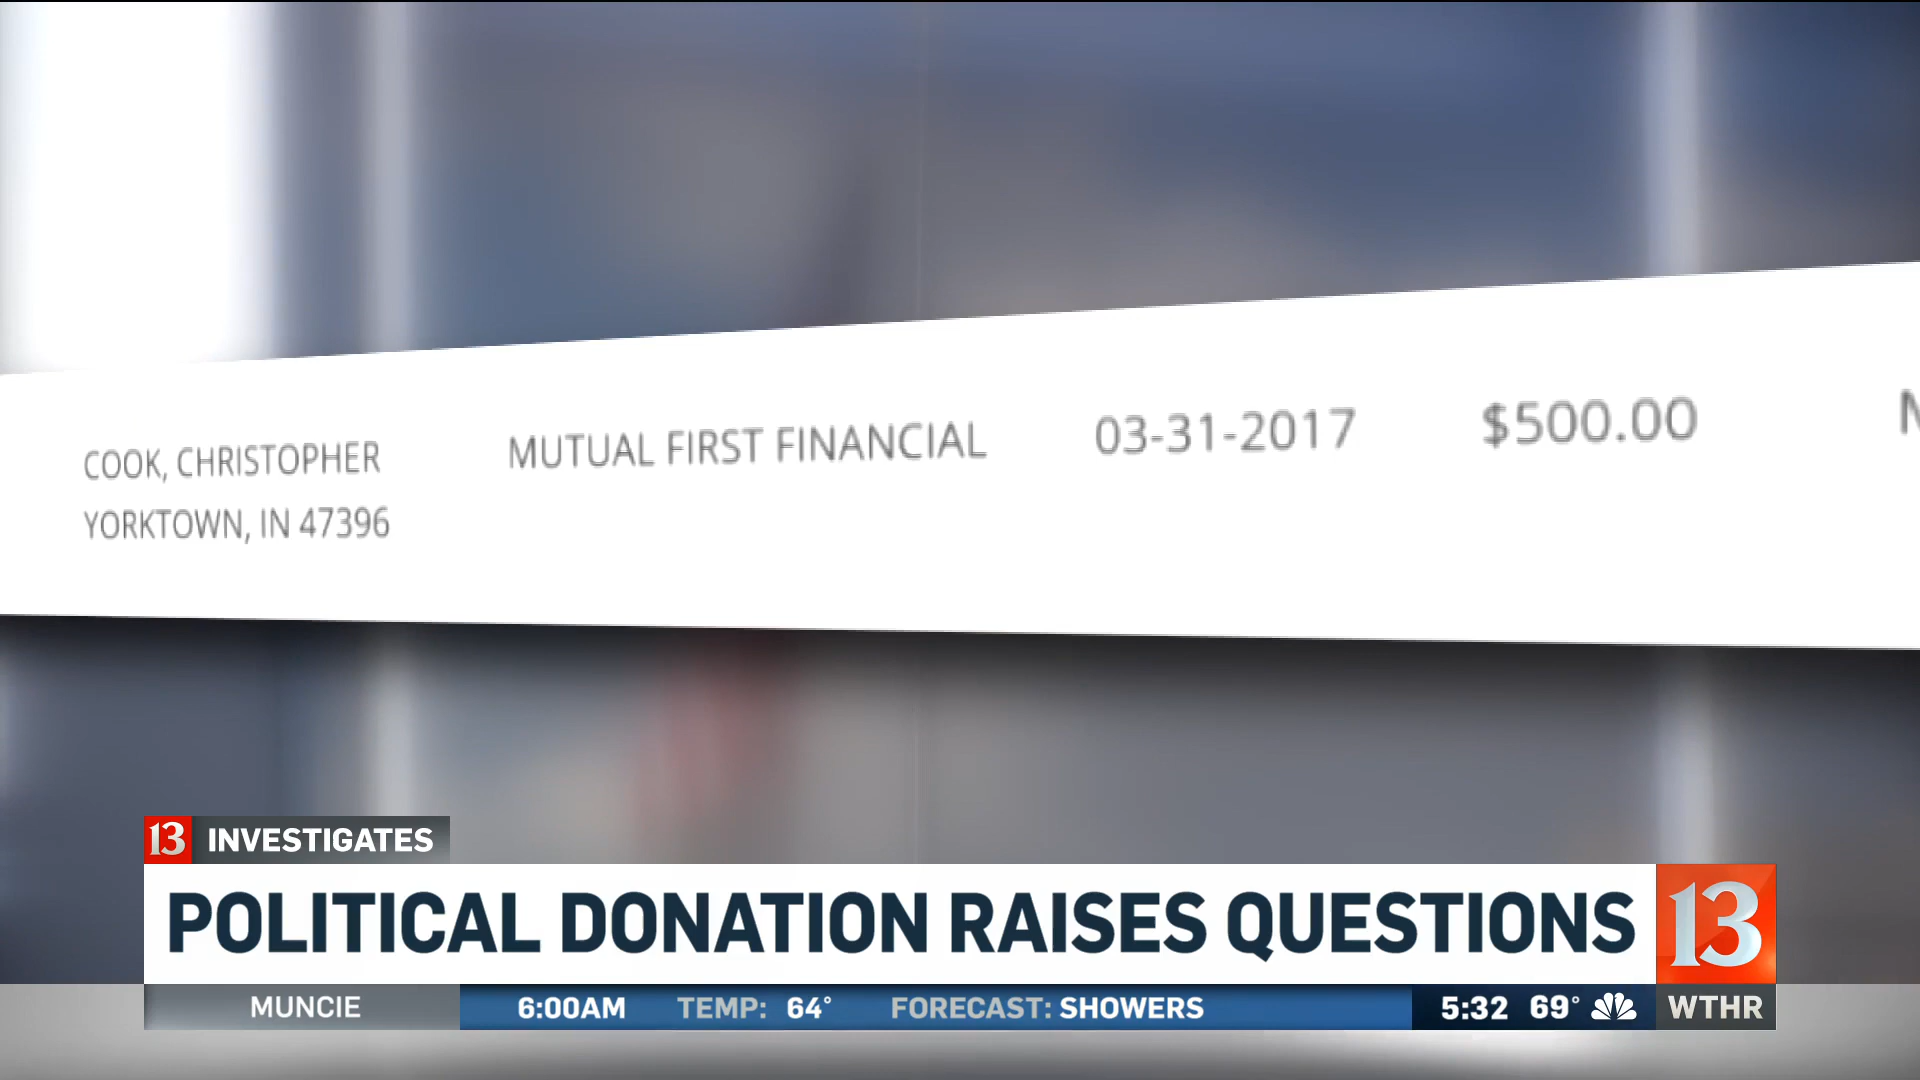 COOK, CHRISTOPHER MUTUAL FIRST FINANCIAL 03-31-2017 $500.00
YORKTOWN, IN 47396
13 INVESTIGATES
POLITICAL DONATION RAISES QUESTIONS 13
MUNCIE 6:00AM TEMP: 64° FORECAST: SHOWERS 5:32 69° WTHR